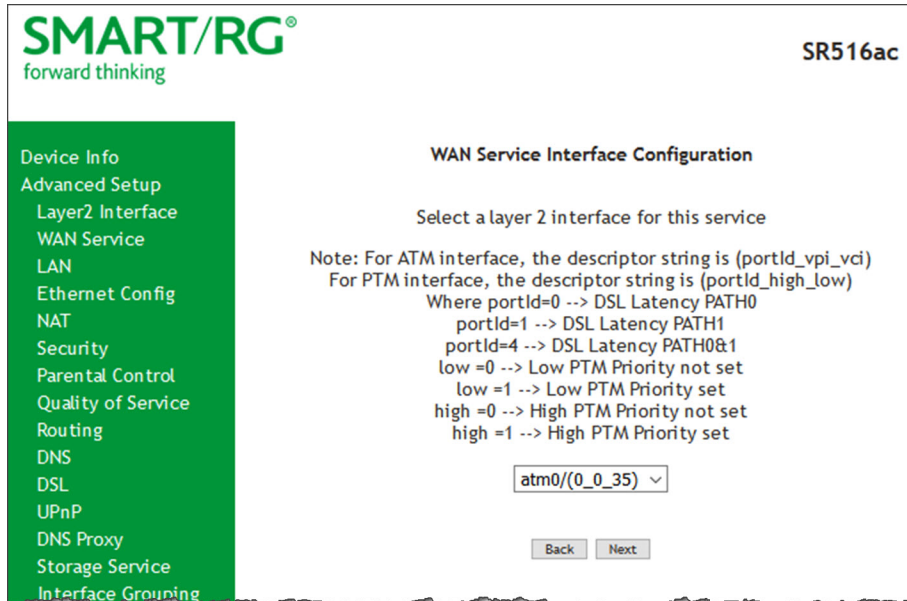 SMART/RG®
forward thinking
SR516ac
Device Info
Advanced Setup
Layer2 Interface
WAN Service
LAN
Ethernet Config
NAT
Security
Parental Control
Quality of Service
Routing
DNS
DSL
UPnP
DNS Proxy
Storage Service
Interface Grouping
WAN Service Interface Configuration
Select a layer 2 interface for this service
Note: For ATM interface, the descriptor string is (portId_vpi_vci)
For PTM interface, the descriptor string is (portId_high_low)
Where portId=0 --> DSL Latency PATH0
portId=1 --> DSL Latency PATH1
portId=4 --> DSL Latency PATH0&1
low =0 --> Low PTM Priority not set
low =1 --> Low PTM Priority set
high =0 --> High PTM Priority not set
high =1 --> High PTM Priority set
atm0/(0_0_35)
Back Next